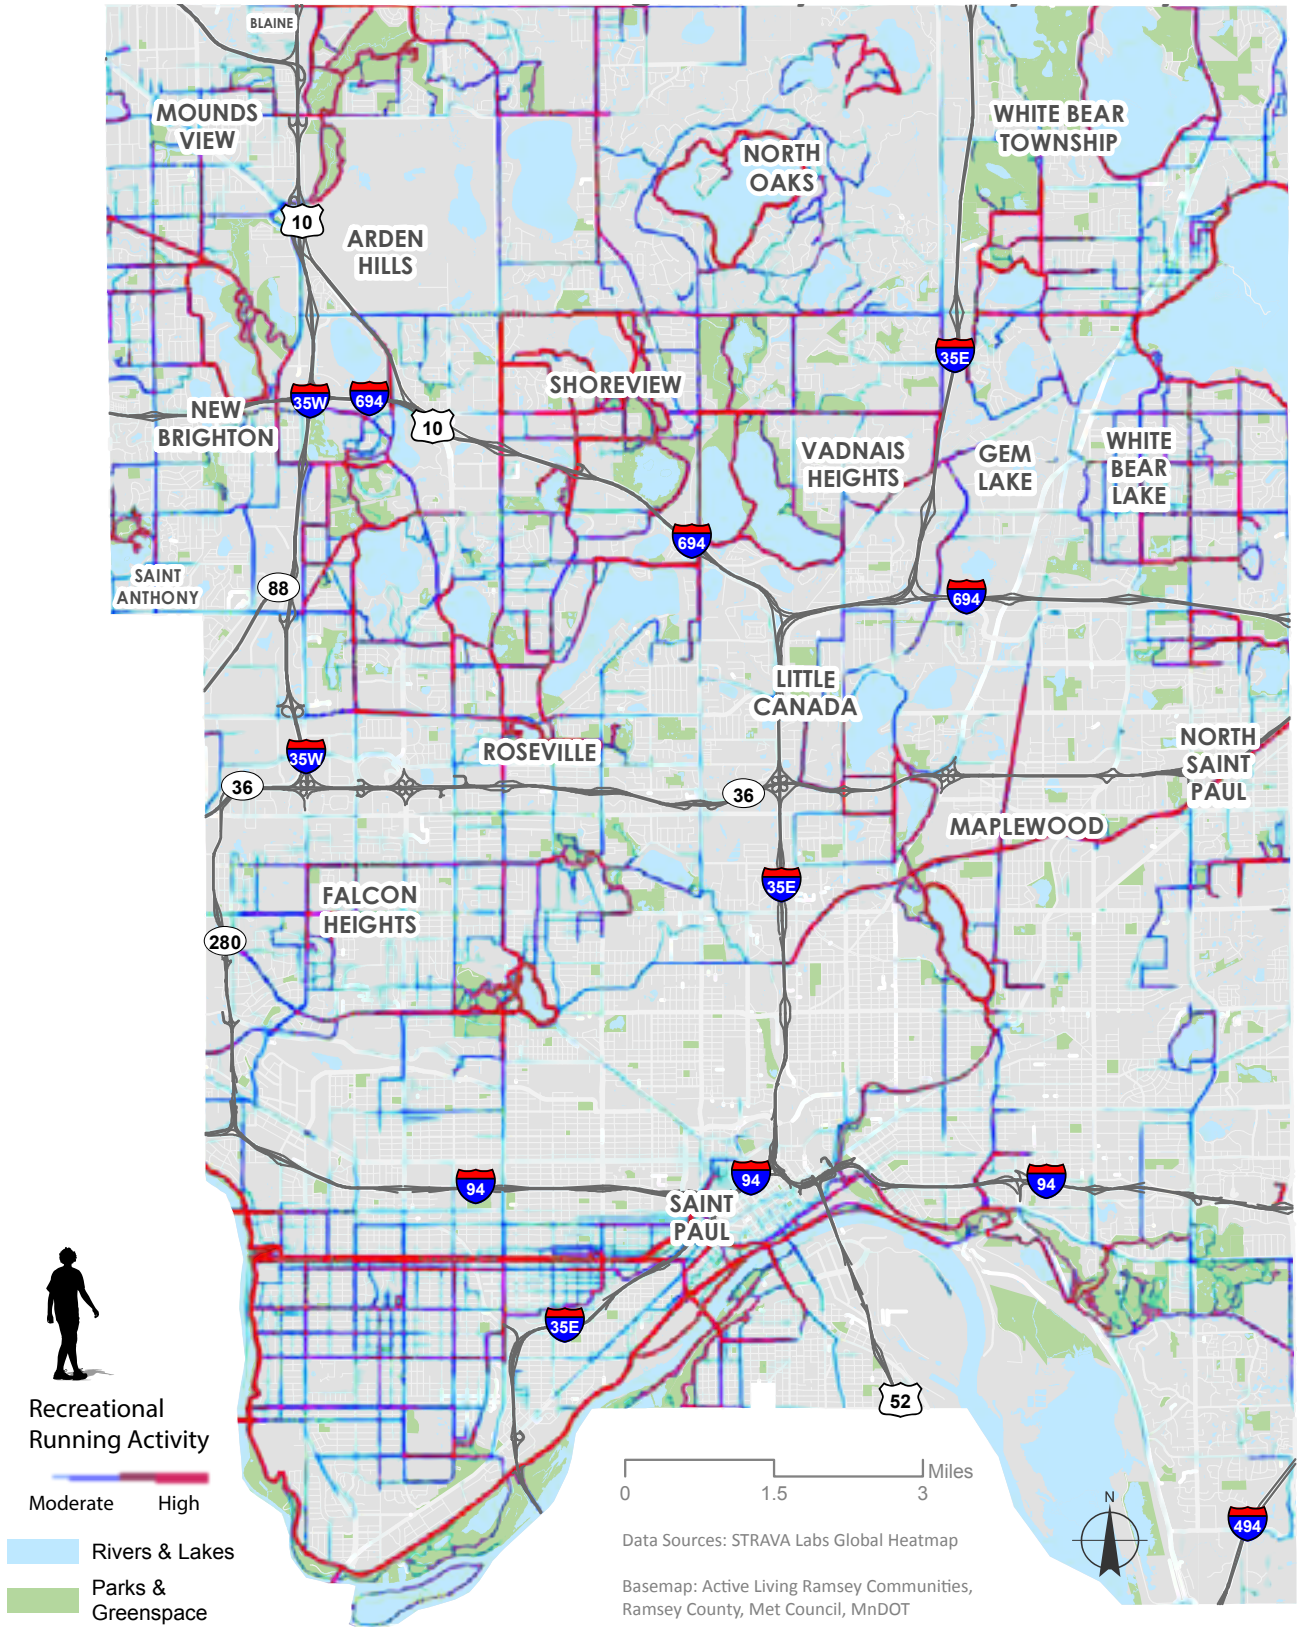 BLAINE
MOUNDS
VIEW
WHITE BEAR
TOWNSHIP
NORTH
OAKS
10
ARDEN
HILLS
35E
SHOREVIEW
35W
694
NEW
BRIGHTON
10
VADNAIS
HEIGHTS
GEM
LAKE
WHITE
BEAR
LAKE
694
SAINT
ANTHONY
88
694
LITTLE
CANADA
ROSEVILLE
35W
NORTH
SAINT
PAUL
36
36
MAPLEWOOD
35E
FALCON
HEIGHTS
280
94
94
94
SAINT
PAUL
35E
52
Recreational
Running Activity
Moderate
High
Rivers & Lakes
Parks &
Greenspace
Miles
0
1.5
3
Data Sources: STRAVA Labs Global Heatmap
Basemap: Active Living Ramsey Communities,
Ramsey County, Met Council, MnDOT
N
494